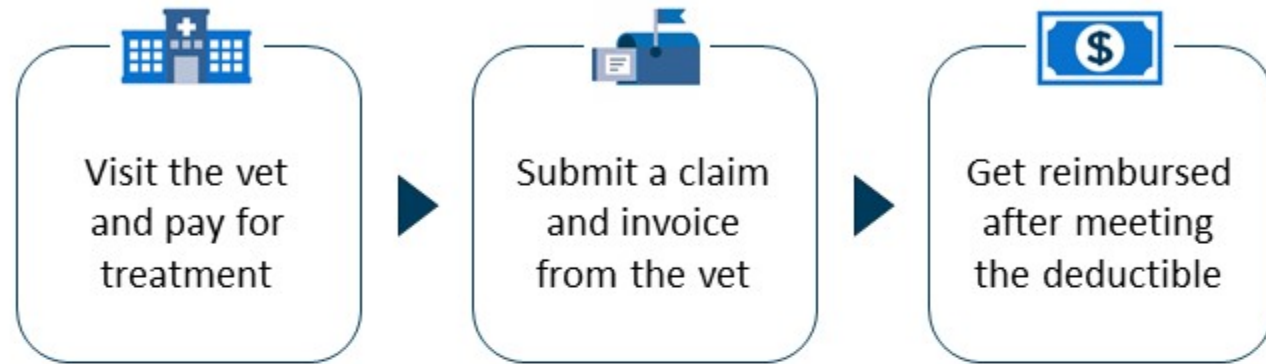 Visit the vet
and pay for
treatment
Submit a claim
and invoice
from the vet
$
Get reimbursed
after meeting
the deductible